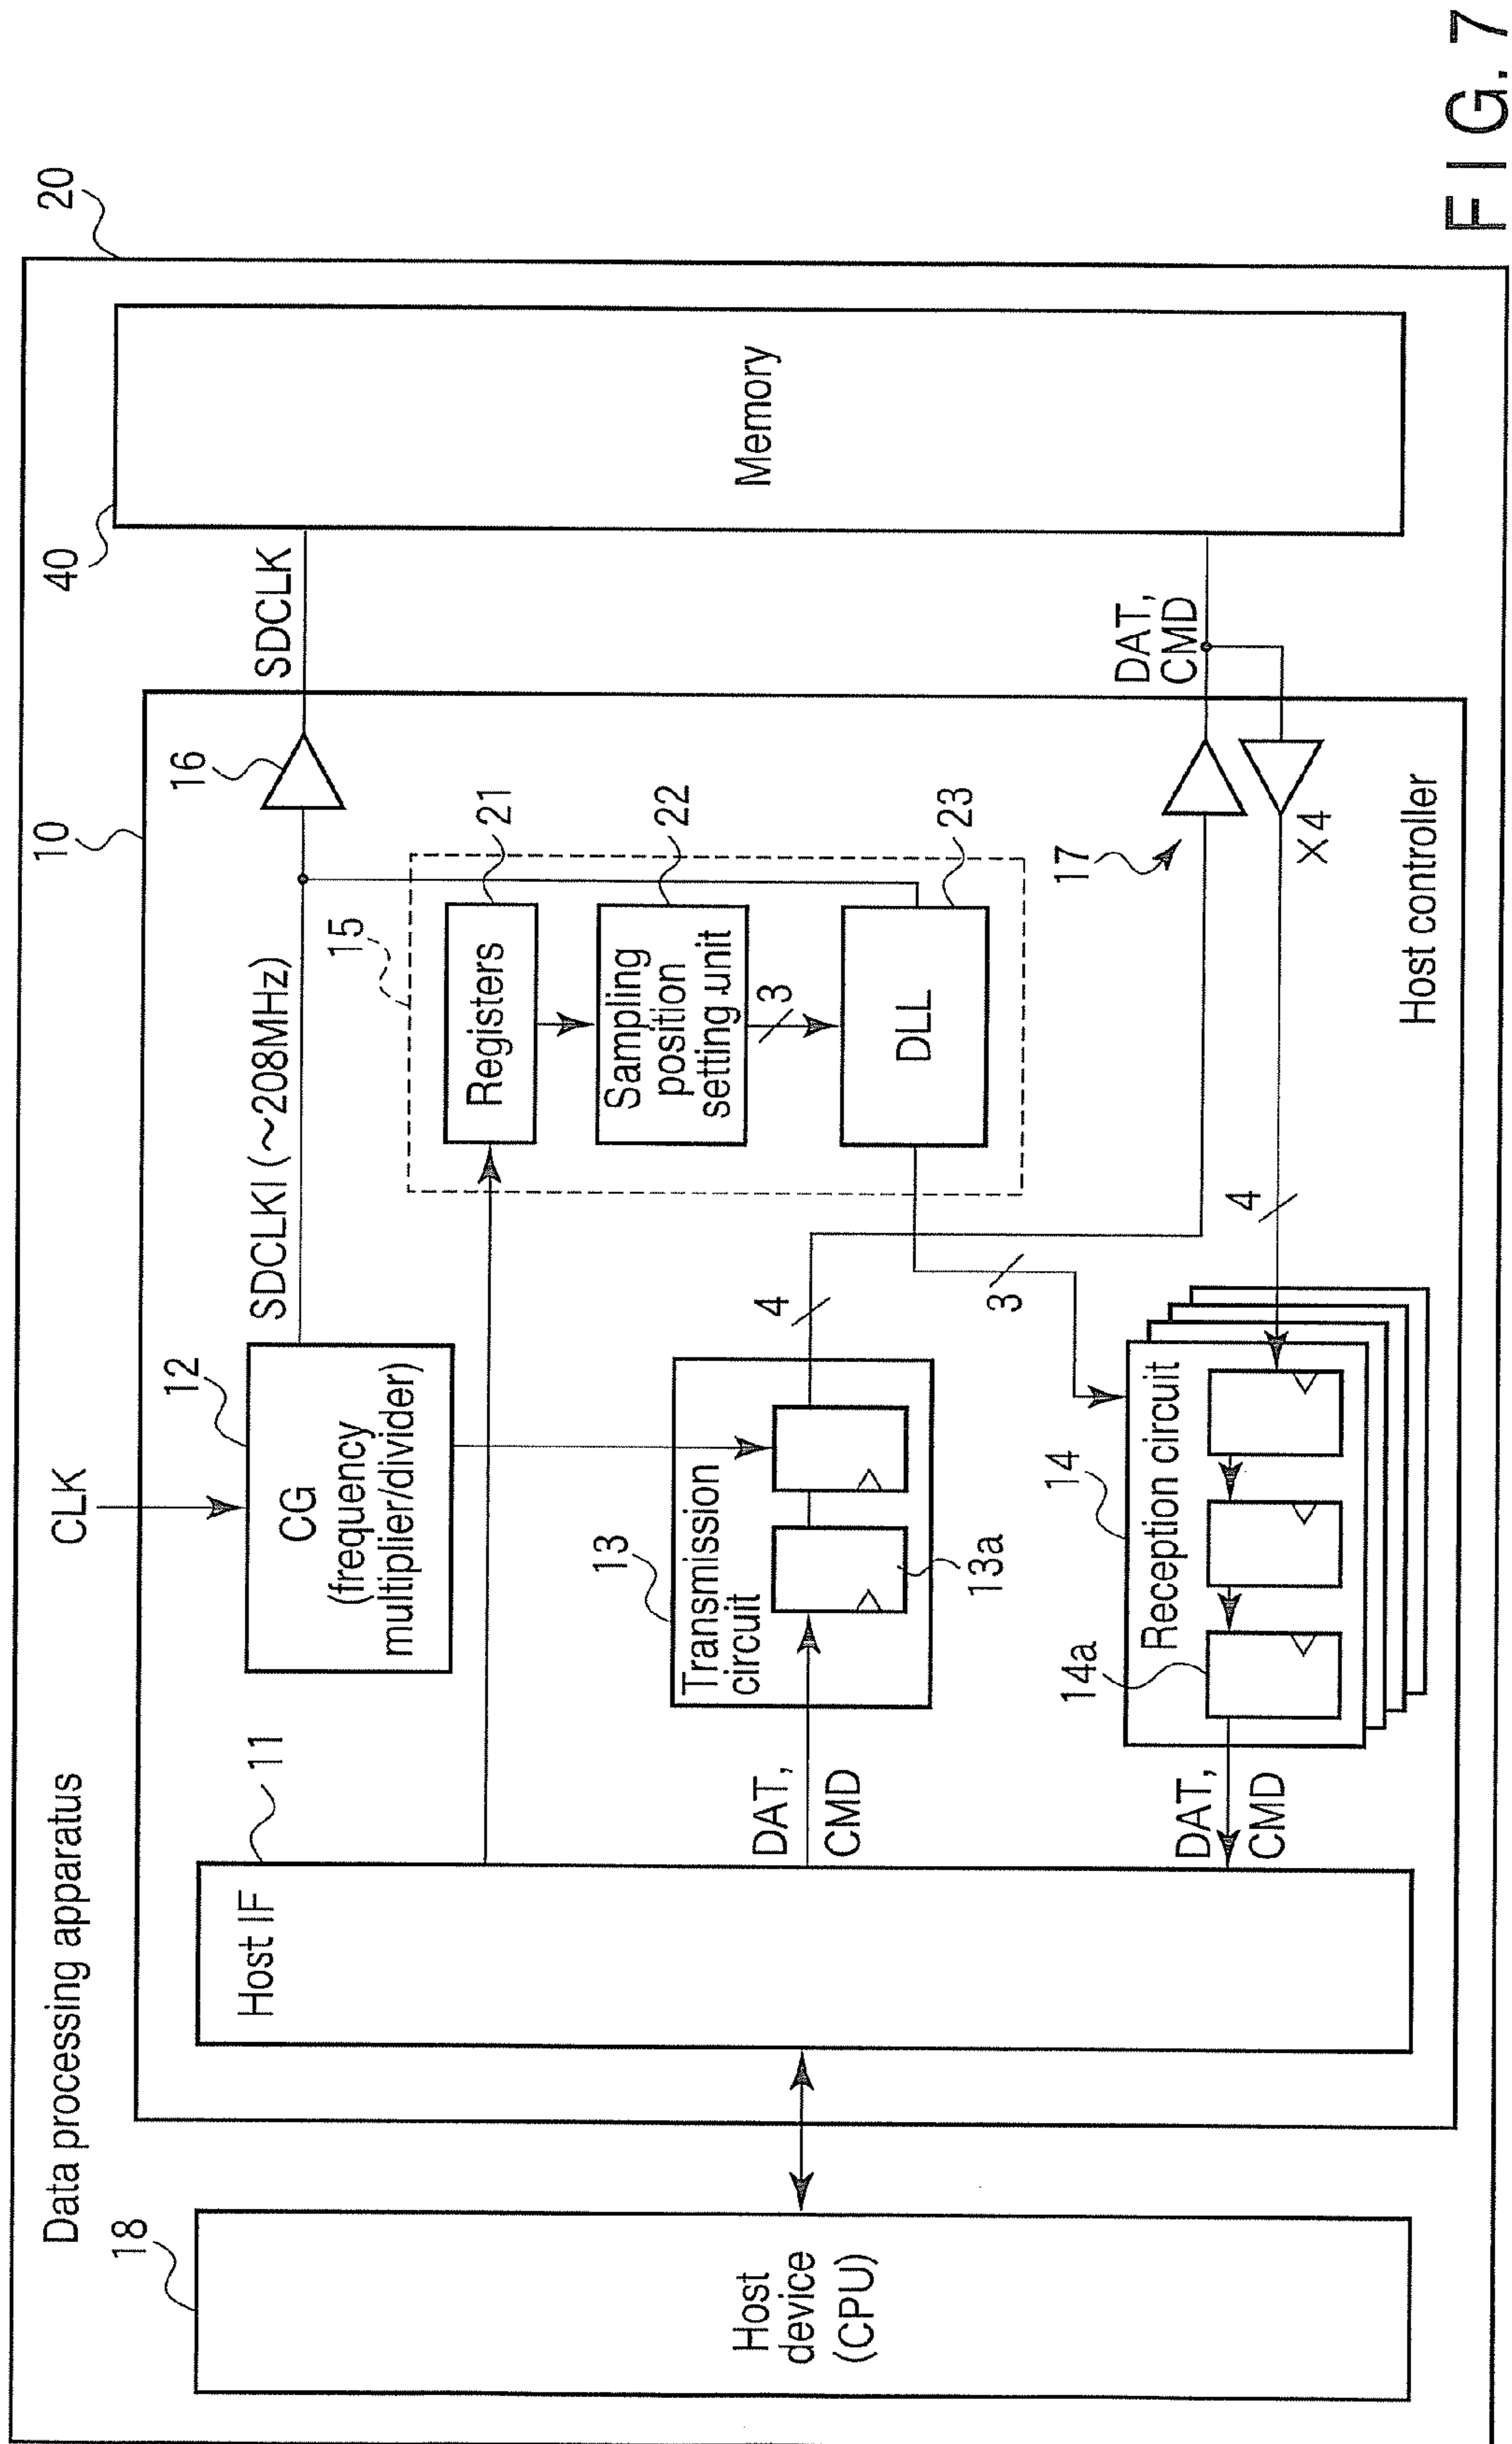 Data processing apparatus
20
18
Host
device
(CPU)
10
Host IF
11
CLK
12
CG
(frequency
multiplier/divider)
SDCLKI (~208MHz)
16
SDCLK
40
Memory
15
Registers
21
Sampling
position
setting unit
22
3
DLL
23
13
Transmission
circuit
13a
DAT,
CMD
4
3
17
DAT,
CMD
×4
4
14
Reception circuit
14a
DAT,
CMD
Host controller
FIG. 7